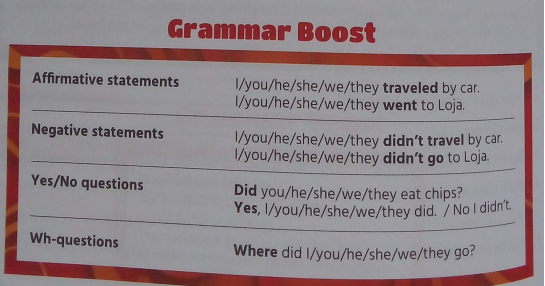 Grammar Boost
Affirmative statements
I/you/he/she/we/they traveled by car.
I/you/he/she/we/they went to Loja.
Negative statements
I/you/he/she/we/they didn't travel by car.
I/you/he/she/we/they didn't go to Loja.
Yes/No questions
Did you/he/she/we/they eat chips?
Yes, I/you/he/she/we/they did. / No I didn't.
Wh-questions
Where did I/you/he/she/we/they go?